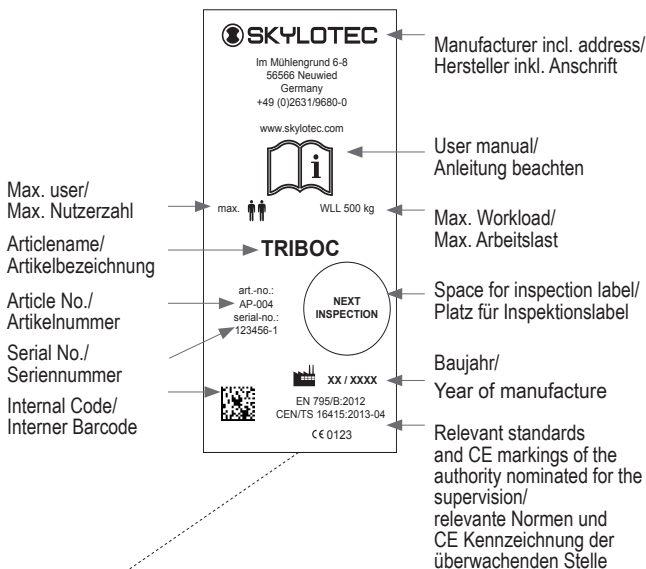 SKYLOTEC
Im Mühlengrund 6-8
56566 Neuwied
Germany
+49 (0)2631/9680-0
www.skylotec.com
i
max.
WLL 500 kg
TRIBOC
art.-no.:
AP-004
serial-no.:
123456-1
NEXT
INSPECTION
XX / XXXX
EN 795/B:2012
CEN/TS 16415:2013-04
CE 0123
Max. user/
Max. Nutzerzahl
Articlename/
Artikelbezeichnung
Article No./
Artikelnummer
Serial No./
Seriennummer
Internal Code/
Interner Barcode
Manufacturer incl. address/
Hersteller inkl. Anschrift
User manual/
Anleitung beachten
Max. Workload/
Max. Arbeitslast
Space for inspection label/
Platz für Inspektionslabel
Baujahr/
Year of manufacture
Relevant standards
and CE markings of the
authority nominated for the
supervision/
relevante Normen und
CE Kennzeichnung der
überwachenden Stelle